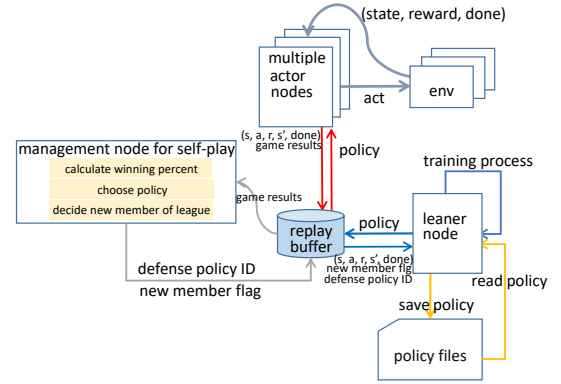 (state, reward, done)
multiple
actor
nodes
env
act
(s, a, r, s’, done)
game results
policy
management node for self-play
calculate winning percent
choose policy
decide new member of league
game results
training process
leaner
node
policy
replay
buffer
(s, a, r, s’, done)
new member flg
defense policy ID
defense policy ID
new member flag
read policy
save policy
policy files